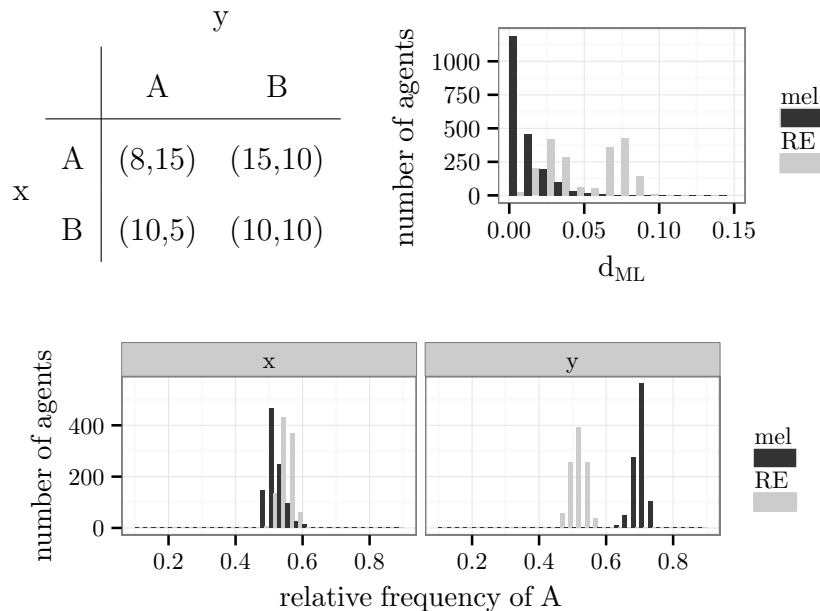 y
A B
x A (8,15) (15,10)
B (10,5) (10,10)
number of agents
1000
750
500
250
0
0.00 0.05 0.10 0.15
d_ML
mel
RE
x y
number of agents
400
200
0
0.2 0.4 0.6 0.8 0.2 0.4 0.6 0.8
relative frequency of A
mel
RE